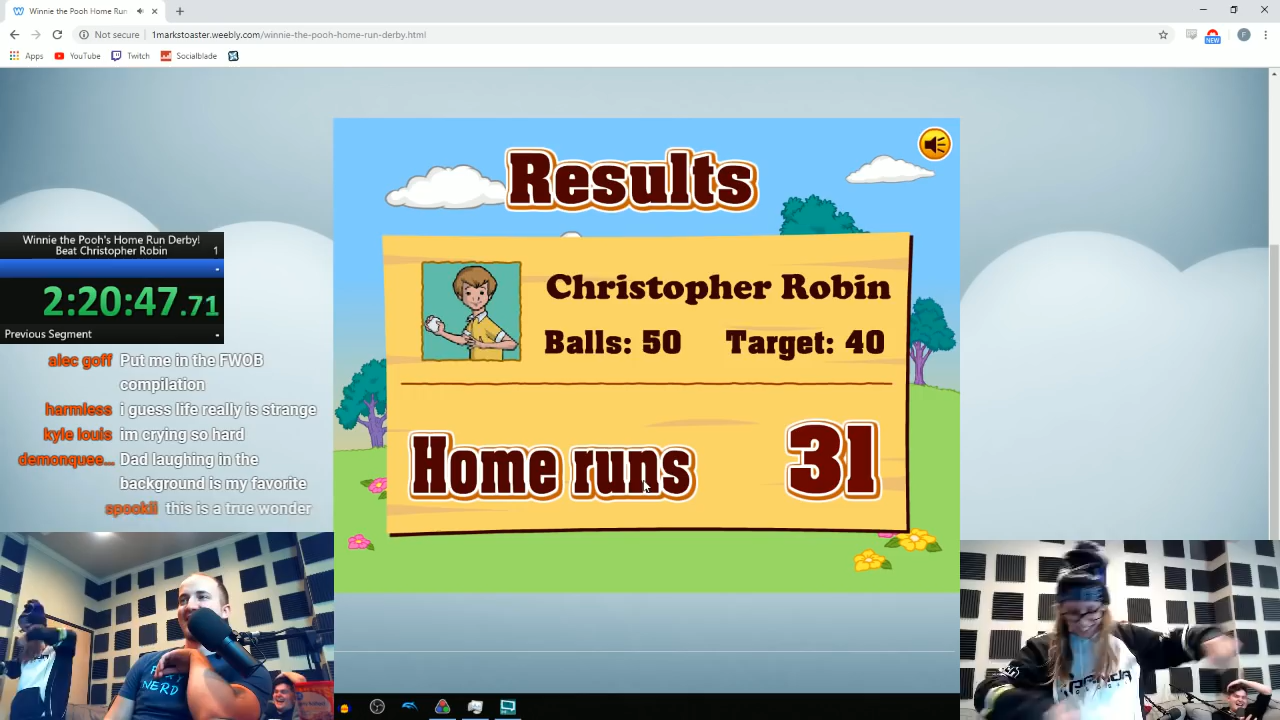 Winnie the Pooh Home Run
Not secure
1markstoaster.weebly.com/winnie-the-pooh-home-run-derby.html
NEW
F
Apps
YouTube
Twitch
Socialblade
Results
Christopher Robin
Balls: 50 Target: 40
Home runs 31
Winnie the Pooh's Home Run Derby!
Beat Christopher Robin 1
-
2:20:47.71
Previous Segment -
alec goff Put me in the FWOB
compilation
harmless i guess life really is strange
kyle louis im crying so hard
demonquee... Dad laughing in the
background is my favorite
spookii this is a true wonder
NERD